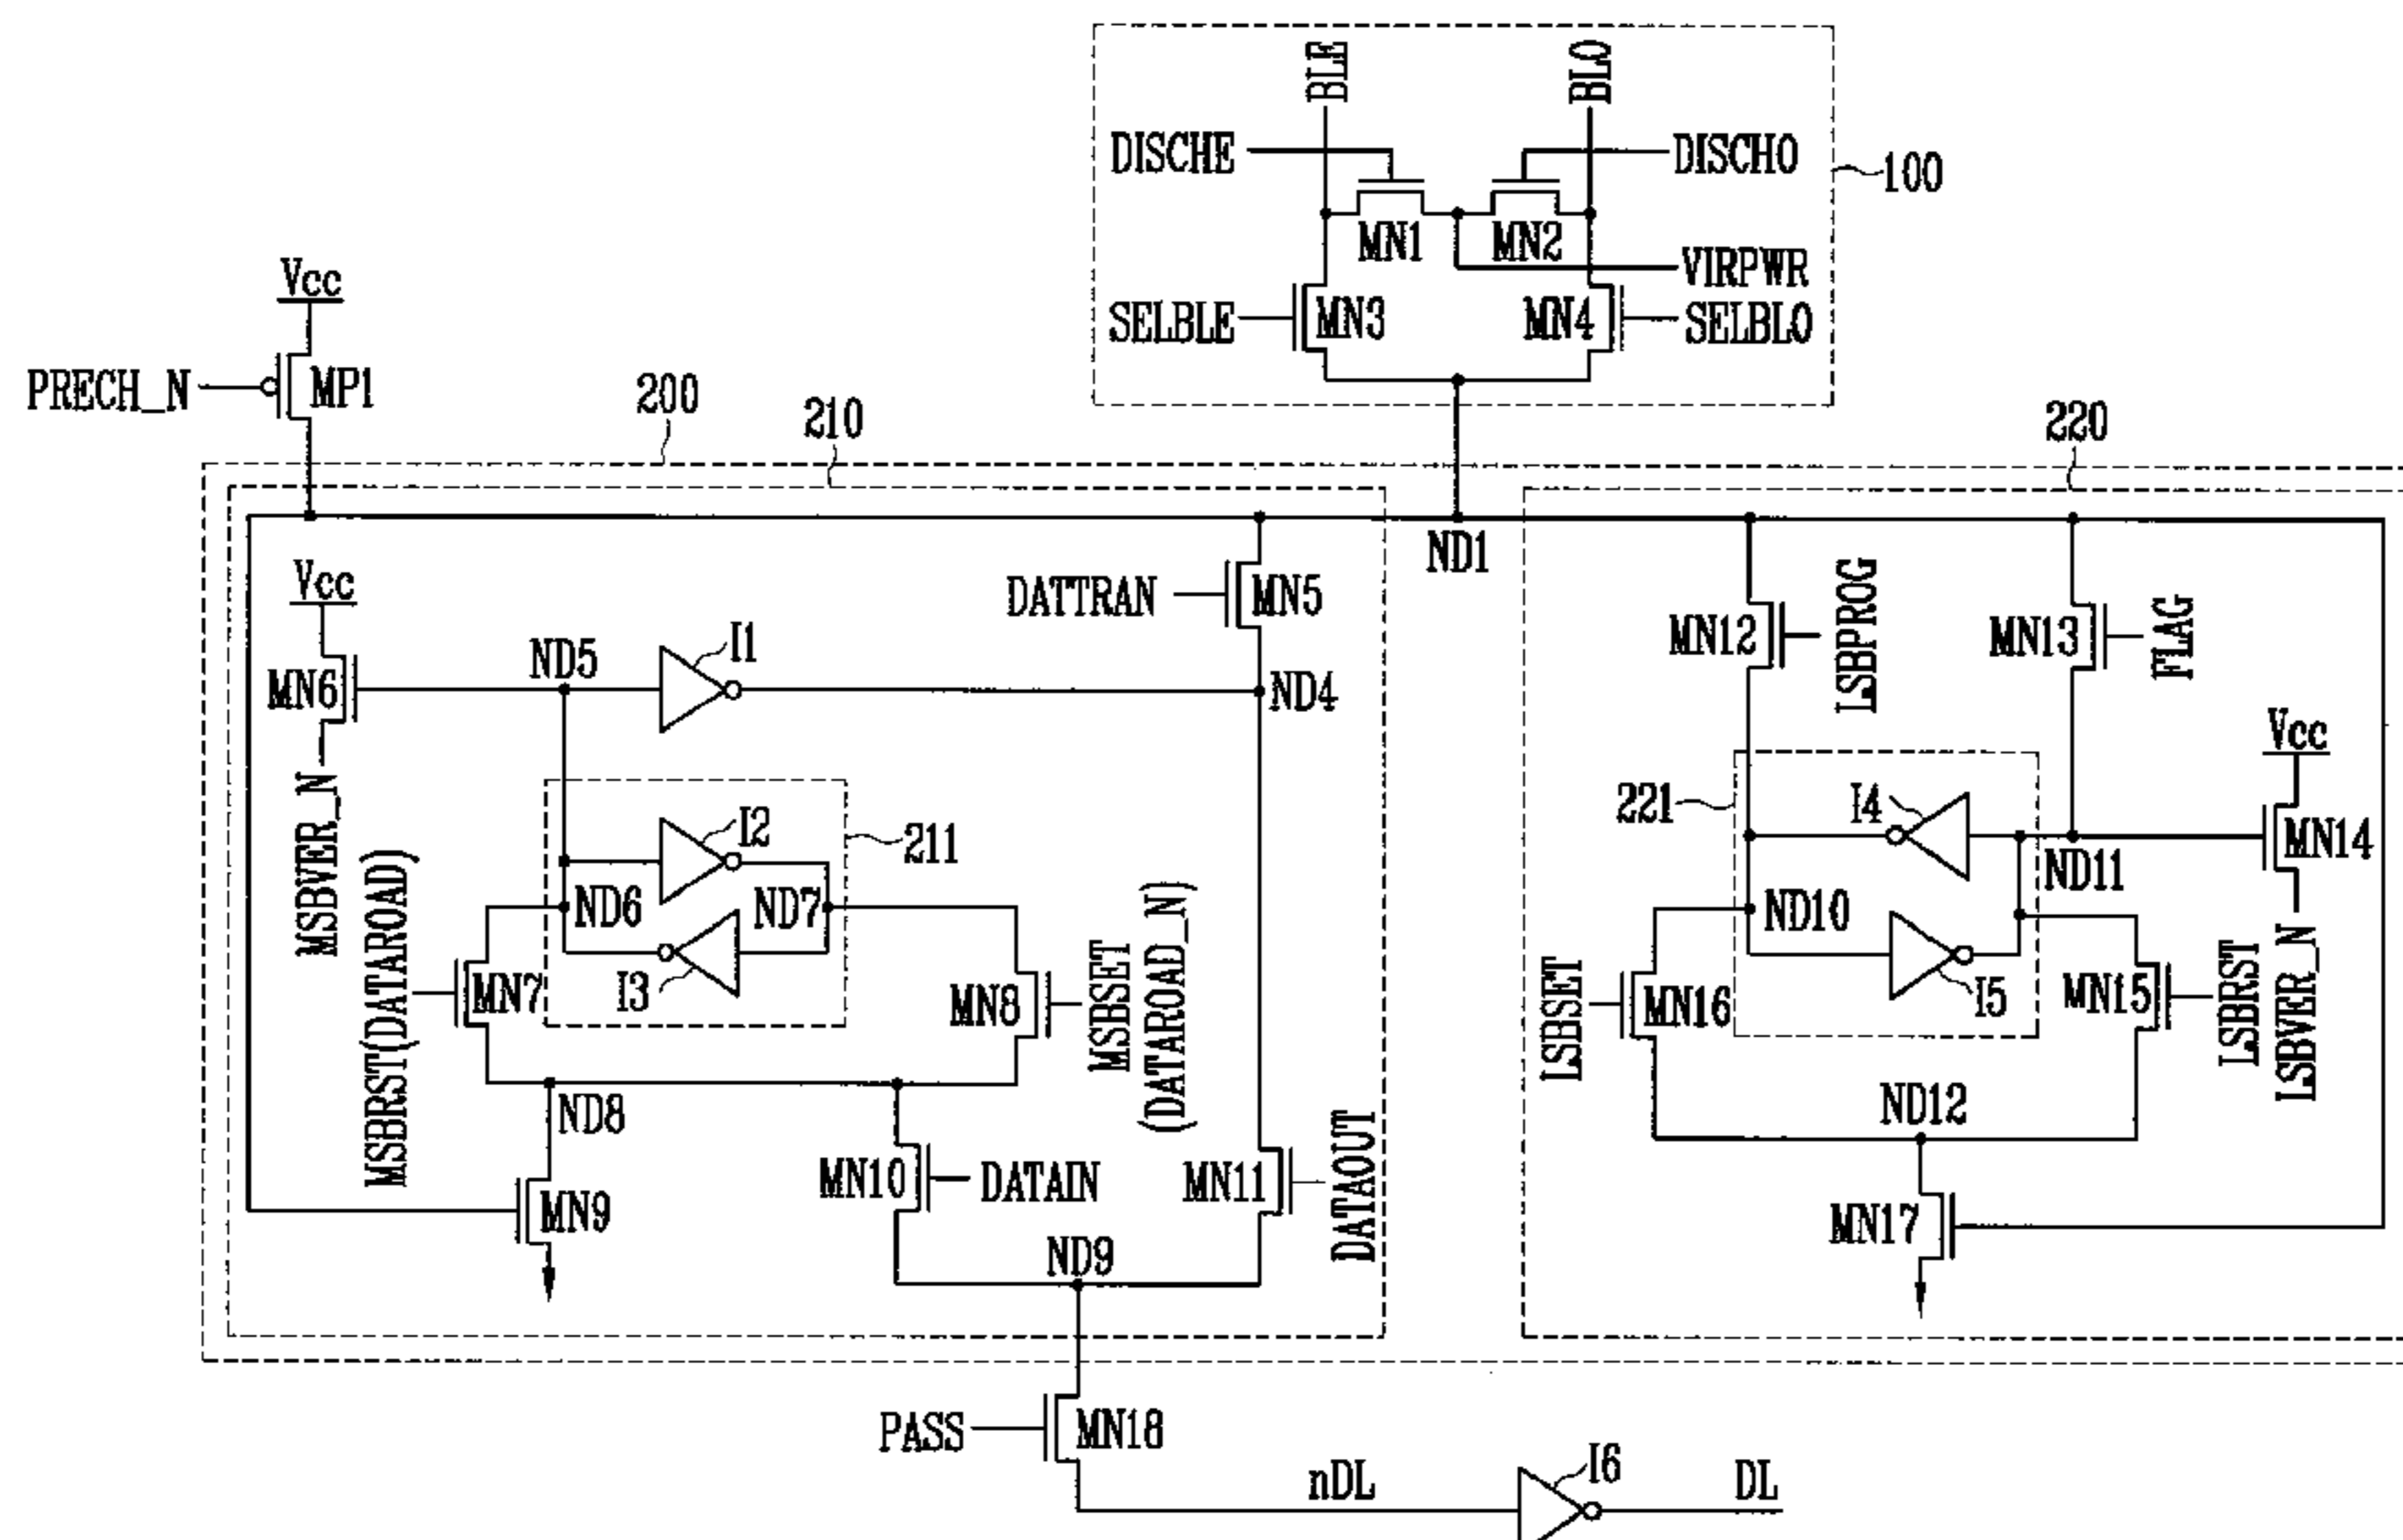 BLE
BLO
DISCHE
DISCHO
100
MN1
MN2
VIRPWR
SELBLE
MN3
MN4
SELBLO
Vcc
PRECH_N
MP1
200
210
220
ND1
Vcc
DATTRAN
MN5
MN12
LSBPROG
MN13
FLAG
ND5
I1
MN6
ND4
Vcc
MSBVER_N
I2
211
221
I4
ND11
MN14
MSBRST(DATAROAD)
ND6
ND7
ND10
MN7
I3
MN8
MSBSET
(DATAROAD_N)
LSBSET
MN16
I5
MN15
LSBRST
LSBVER_N
ND8
ND12
MN10
DATAIN
MN11
DATAOUT
MN9
MN17
ND9
PASS
MN18
nDL
I6
DL